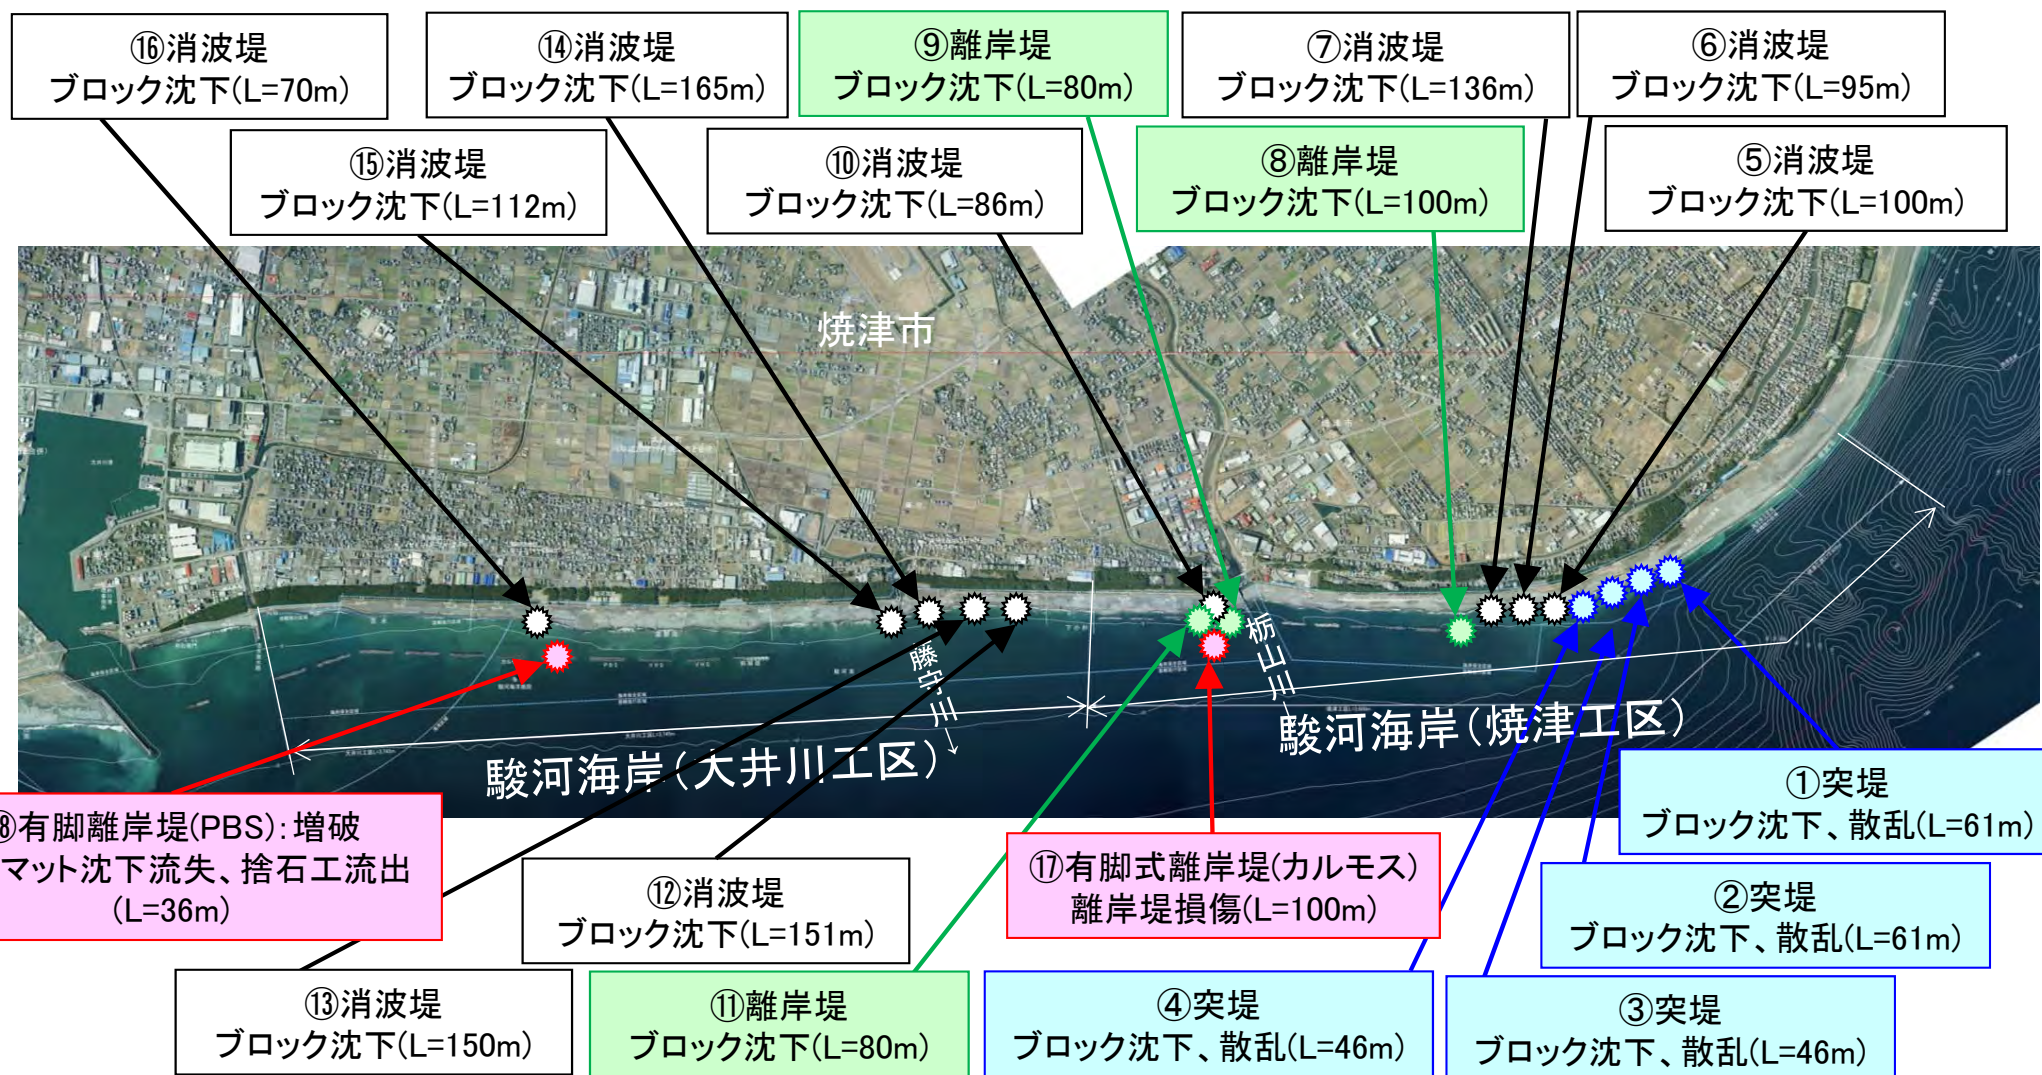 ⑯消波堤
ブロック沈下(L=70m)
⑭消波堤
ブロック沈下(L=165m)
⑨離岸堤
ブロック沈下(L=80m)
⑦消波堤
ブロック沈下(L=136m)
⑥消波堤
ブロック沈下(L=95m)
⑮消波堤
ブロック沈下(L=112m)
⑩消波堤
ブロック沈下(L=86m)
⑧離岸堤
ブロック沈下(L=100m)
⑤消波堤
ブロック沈下(L=100m)
焼津市
藤守川→
栃山川→
駿河海岸(大井川工区)
駿河海岸(焼津工区)
⑱有脚離岸堤(PBS):増破
マット沈下流失、捨石工流出
(L=36m)
⑫消波堤
ブロック沈下(L=151m)
⑰有脚式離岸堤(カルモス)
離岸堤損傷(L=100m)
①突堤
ブロック沈下、散乱(L=61m)
②突堤
ブロック沈下、散乱(L=61m)
⑬消波堤
ブロック沈下(L=150m)
⑪離岸堤
ブロック沈下(L=80m)
④突堤
ブロック沈下、散乱(L=46m)
③突堤
ブロック沈下、散乱(L=46m)